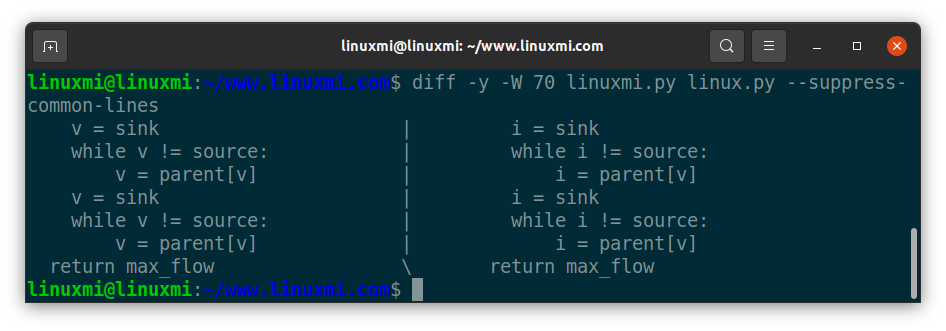 linuxmi@linuxmi: ~/www.linuxmi.com
linuxmi@linuxmi:~/www.linuxmi.com$ diff -y -W 70 linuxmi.py linux.py --suppress-
common-lines
    v = sink                      |         i = sink
    while v != source:            |         while i != source:
        v = parent[v]             |             i = parent[v]
    v = sink                      |         i = sink
    while v != source:            |         while i != source:
        v = parent[v]             |             i = parent[v]
  return max_flow                 \       return max_flow
linuxmi@linuxmi:~/www.linuxmi.com$